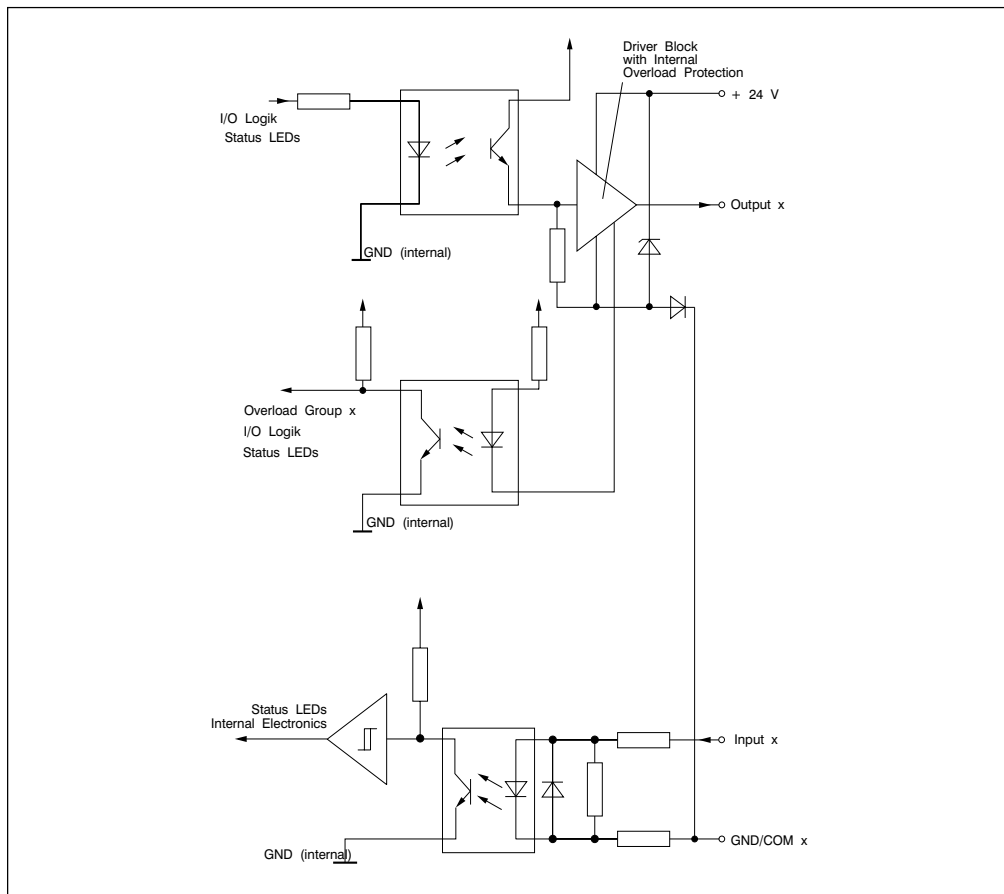 Driver Block
with Internal
Overload Protection
+ 24 V
I/O Logik
Status LEDs
Output x
GND (internal)
Overload Group x
I/O Logik
Status LEDs
GND (internal)
Status LEDs
Internal Electronics
Input x
GND (internal)
GND/COM x